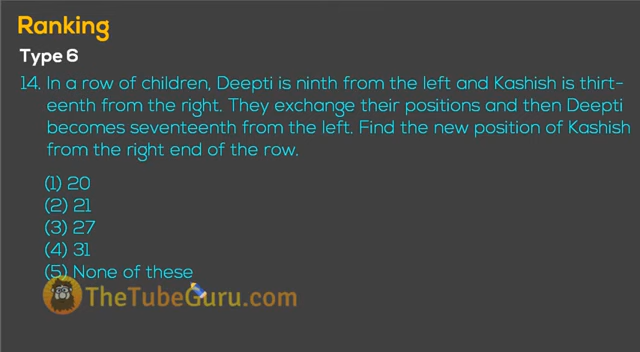 Ranking
Type 6
14. In a row of children, Deepti is ninth from the left and Kashish is thirt-
eenth from the right. They exchange their positions and then Deepti
becomes seventeenth from the left. Find the new position of Kashish
from the right end of the row.
(1) 20
(2) 21
(3) 27
(4) 31
(5) None of these
TheTubeGuru.com